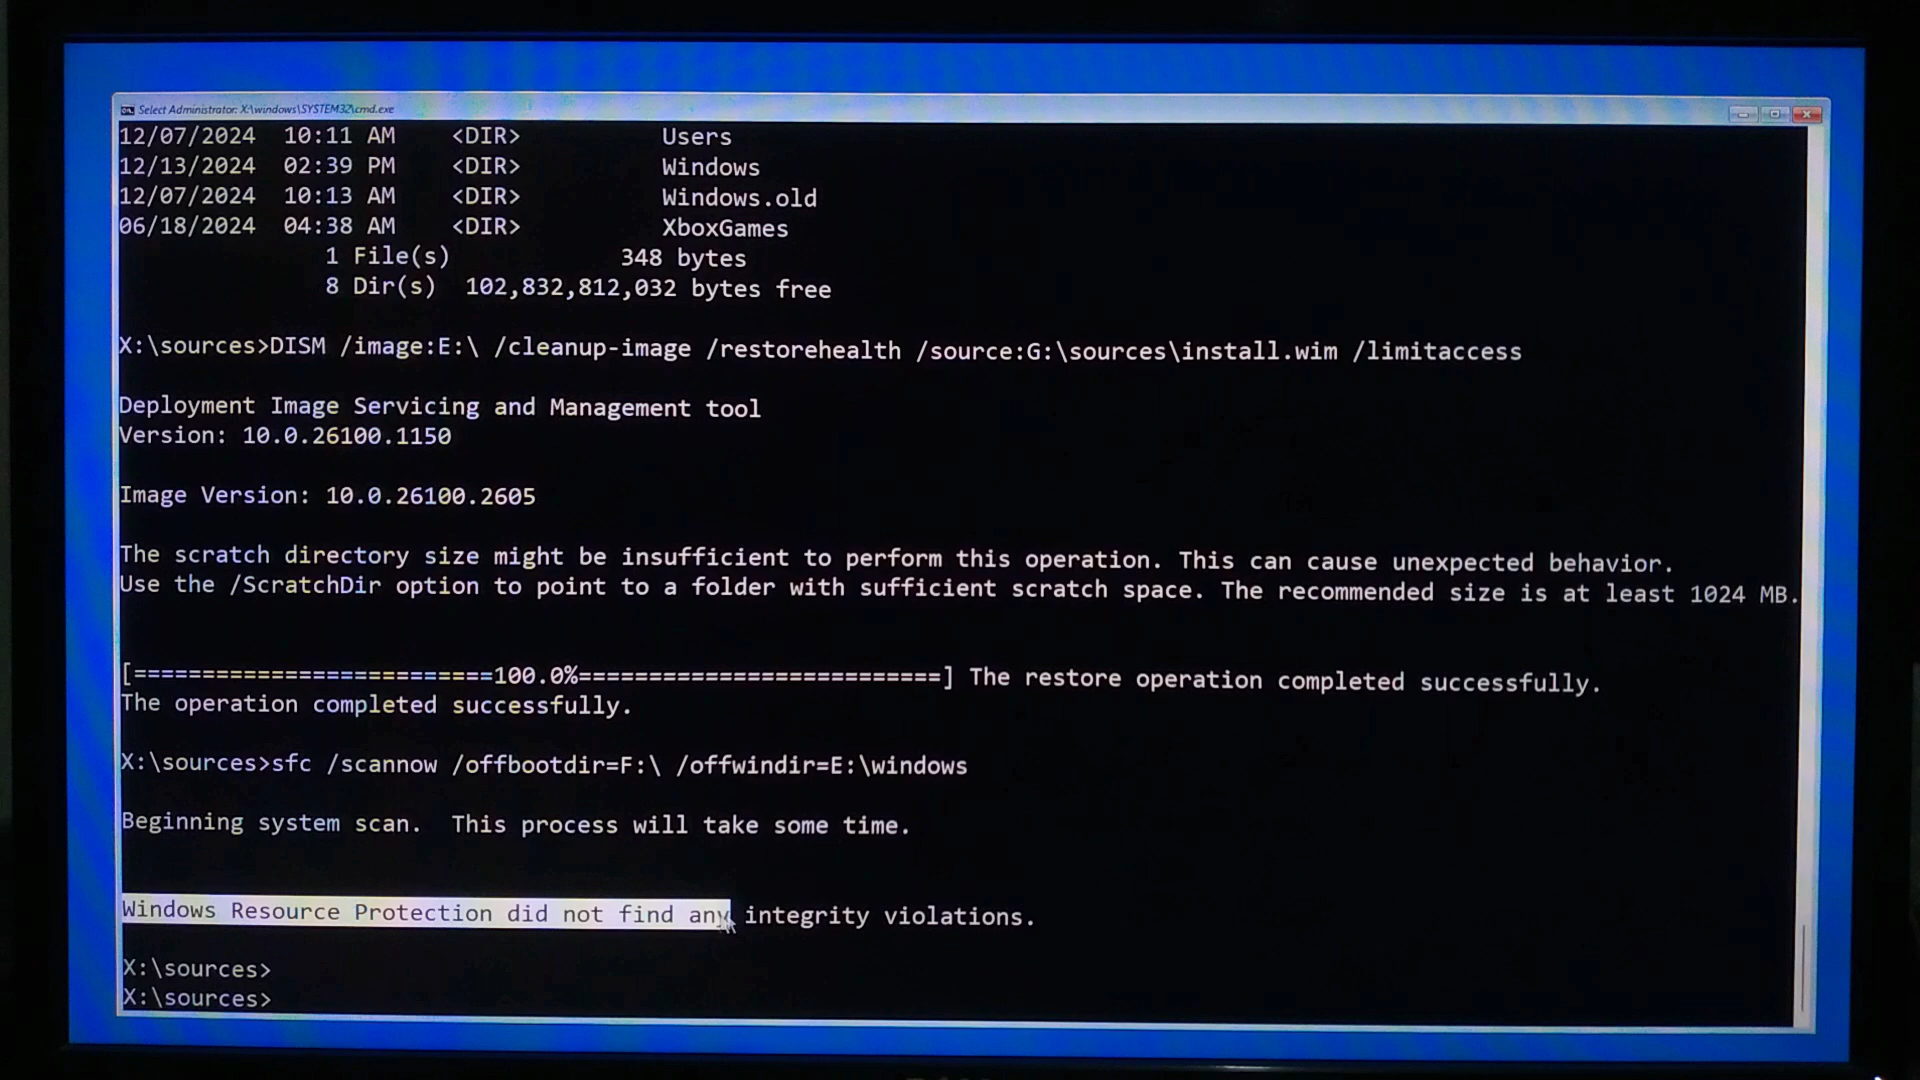 Select Administrator: X:\windows\SYSTEM32\cmd.exe
12/07/2024  10:11 AM    <DIR>          Users
12/13/2024  02:39 PM    <DIR>          Windows
12/07/2024  10:13 AM    <DIR>          Windows.old
06/18/2024  04:38 AM    <DIR>          XboxGames
1 File(s)            348 bytes
8 Dir(s)  102,832,812,032 bytes free
X:\sources>DISM /image:E:\ /cleanup-image /restorehealth /source:G:\sources\install.wim /limitaccess
Deployment Image Servicing and Management tool
Version: 10.0.26100.1150
Image Version: 10.0.26100.2605
The scratch directory size might be insufficient to perform this operation. This can cause unexpected behavior.
Use the /ScratchDir option to point to a folder with sufficient scratch space. The recommended size is at least 1024 MB.
[==========================100.0%==========================] The restore operation completed successfully.
The operation completed successfully.
X:\sources>sfc /scannow /offbootdir=F:\ /offwindir=E:\windows
Beginning system scan.  This process will take some time.
Windows Resource Protection did not find any integrity violations.
X:\sources>
X:\sources>